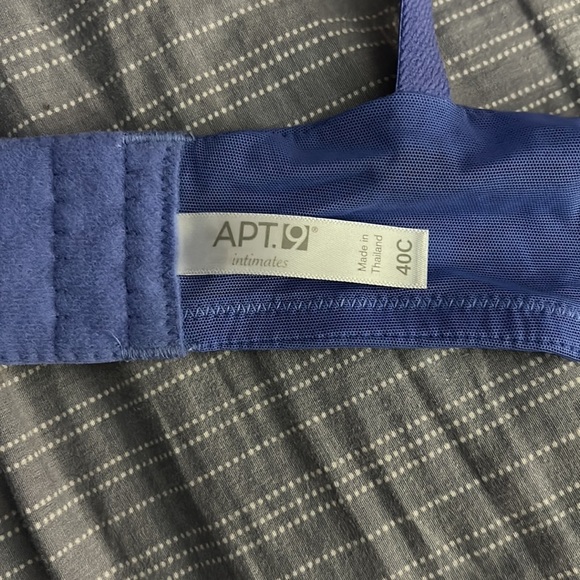 APT.9®
intimates
Made in
Thailand
40C